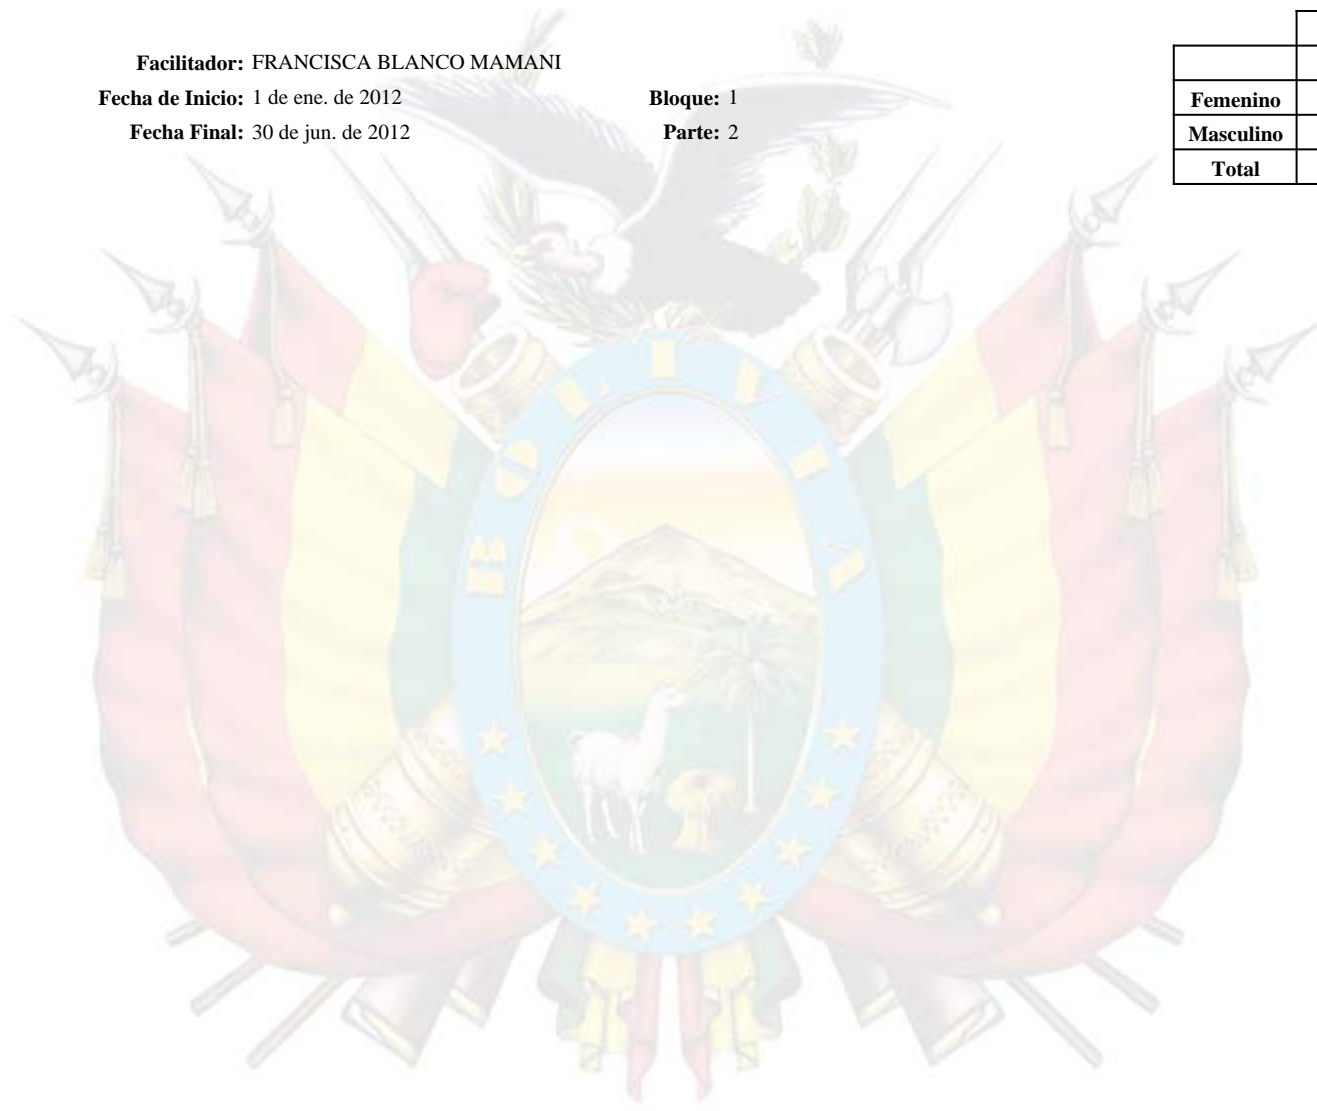 Facilitador: FRANCISCA BLANCO MAMANI
Fecha de Inicio: 1 de ene. de 2012 Bloque: 1
Fecha Final: 30 de jun. de 2012 Parte: 2
Femenino
Masculino
Total
BOLIVIA